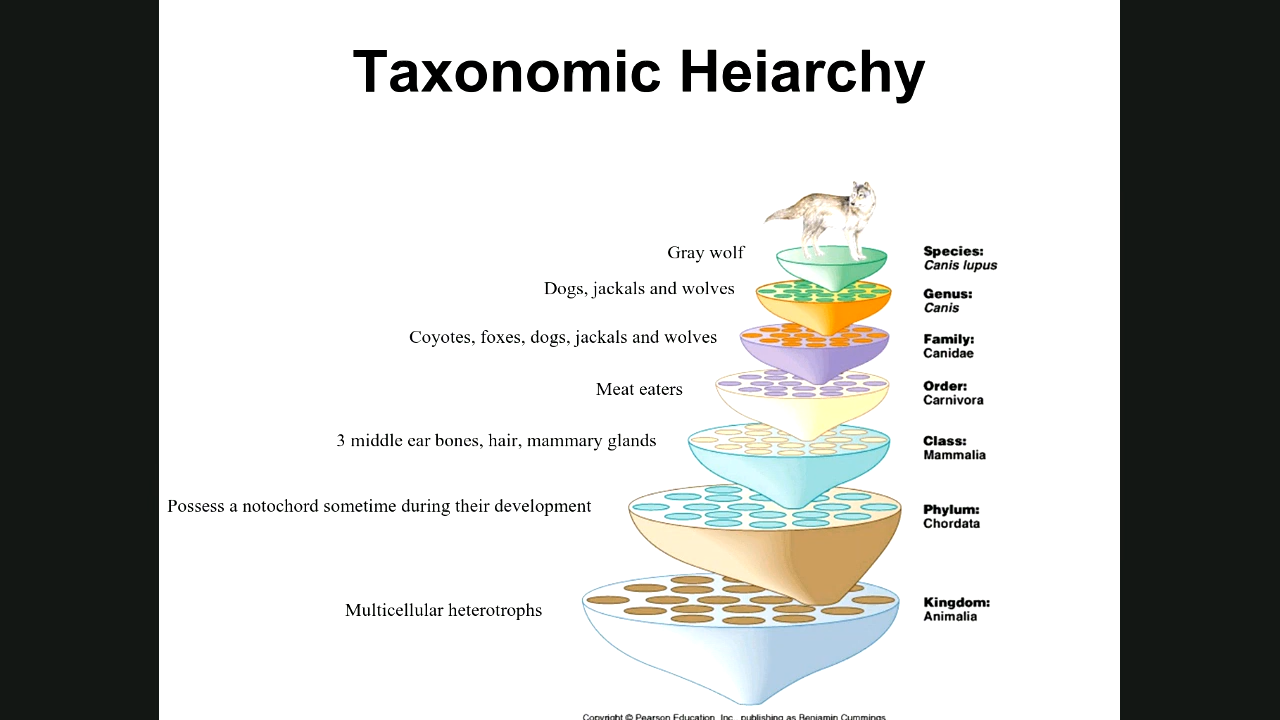 Taxonomic Heiarchy
Gray wolf
Species:
Canis lupus
Dogs, jackals and wolves
Genus:
Canis
Coyotes, foxes, dogs, jackals and wolves
Family:
Canidae
Meat eaters
Order:
Carnivora
3 middle ear bones, hair, mammary glands
Class:
Mammalia
Possess a notochord sometime during their development
Phylum:
Chordata
Multicellular heterotrophs
Kingdom:
Animalia
Copyright © Pearson Education, Inc., publishing as Benjamin Cummings